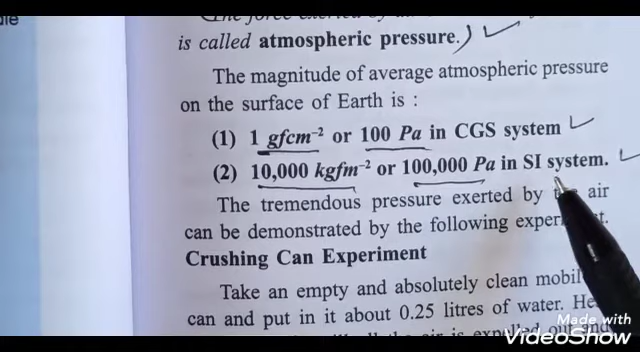 is called atmospheric pressure.)
The magnitude of average atmospheric pressure
on the surface of Earth is :
(1) 1 gfcm⁻² or 100 Pa in CGS system
(2) 10,000 kgfm⁻² or 100,000 Pa in SI system.
The tremendous pressure exerted by the air
can be demonstrated by the following
Crushing Can Experiment
Take an empty and absolutely clean mobil
can and put in it about 0.25 litres of water.
Made with
VideoShow